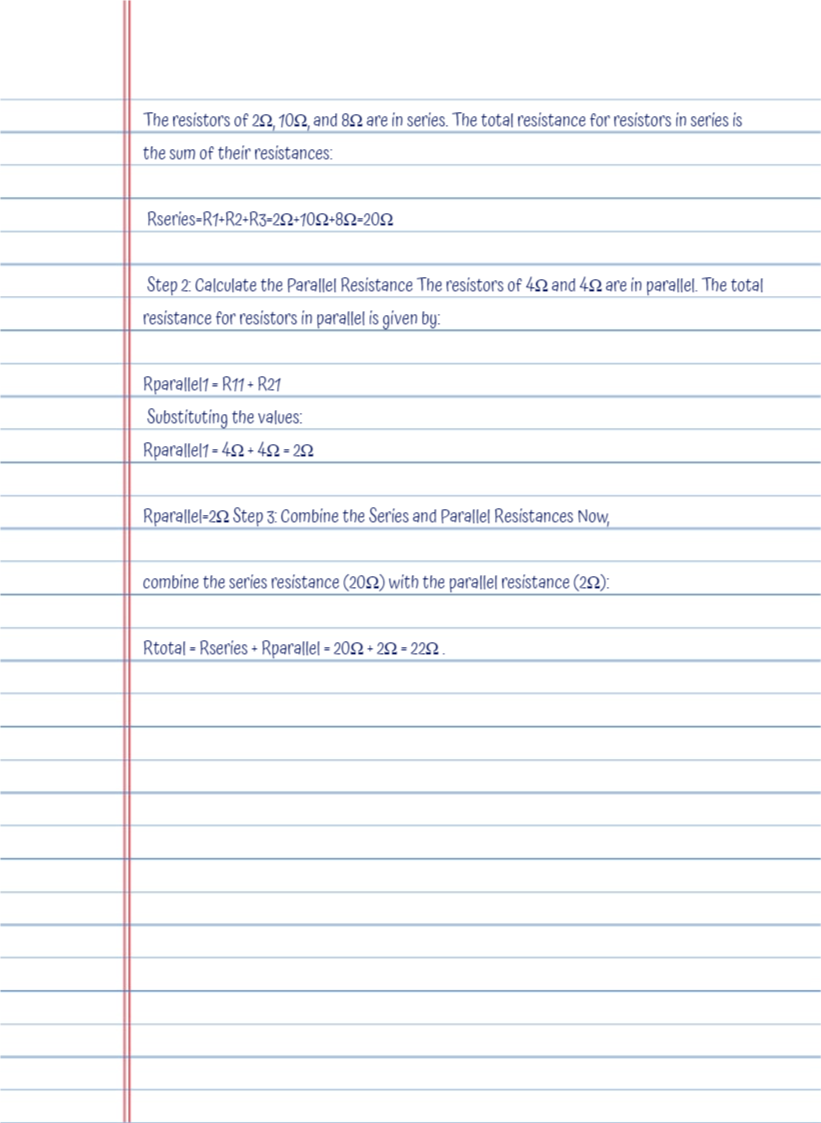 The resistors of 2Ω, 10Ω, and 8Ω are in series. The total resistance for resistors in series is
the sum of their resistances:
Rseries=R1+R2+R3=2Ω+10Ω+8Ω=20Ω
Step 2: Calculate the Parallel Resistance The resistors of 4Ω and 4Ω are in parallel. The total
resistance for resistors in parallel is given by:
Rparallel1 = R11 + R21
Substituting the values:
Rparallel1 = 4Ω + 4Ω = 2Ω
Rparallel=2Ω Step 3: Combine the Series and Parallel Resistances Now,
combine the series resistance (20Ω) with the parallel resistance (2Ω):
Rtotal = Rseries + Rparallel = 20Ω + 2Ω = 22Ω .